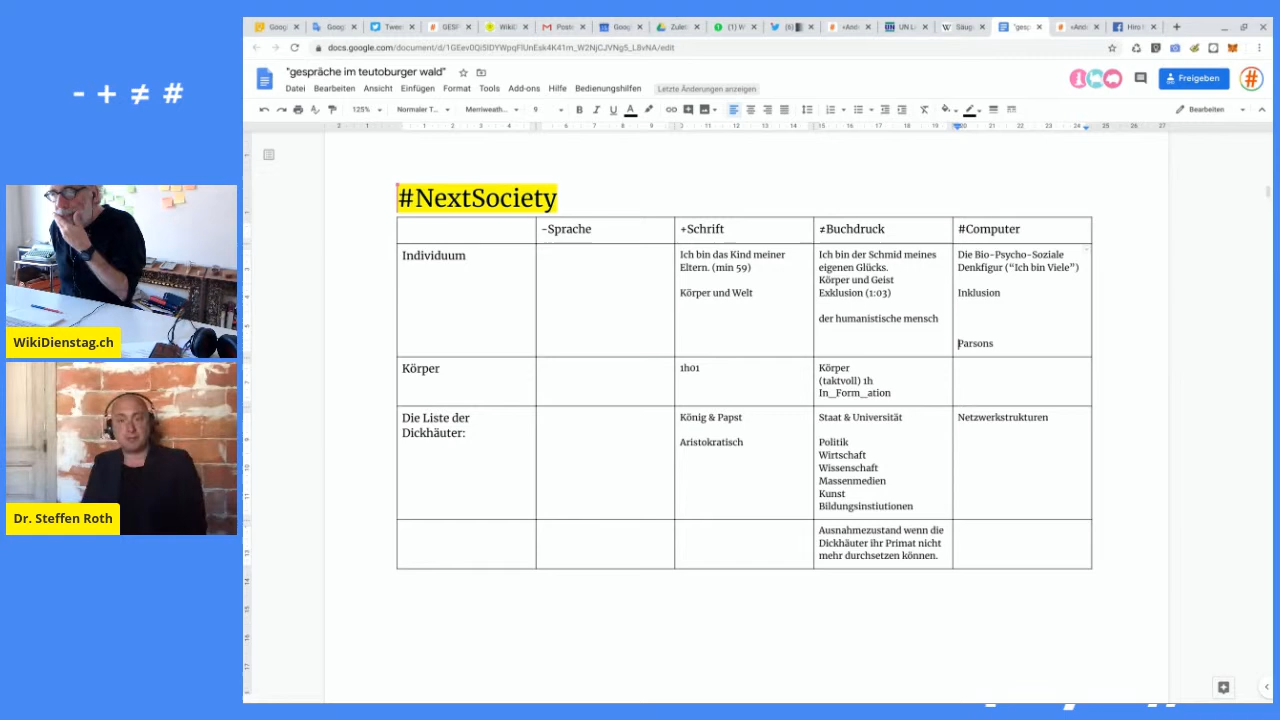 - + ≠ #
WikiDienstag.ch
Dr. Steffen Roth
docs.google.com/document/d/1GEev0Qi5IDYWpqFlUnEsk4K41m_W2NjCJVNg5_L8vNA/edit
"gespräche im teutoburger wald"
Datei Bearbeiten Ansicht Einfügen Format Tools Add-ons Hilfe Bedienungshilfen Letzte Änderungen anzeigen
Freigeben
125% Normaler T... Merriweath... 9 Bearbeiten
#NextSociety
-Sprache +Schrift ≠Buchdruck #Computer
Individuum
Ich bin das Kind meiner
Eltern. (min 59)
Körper und Welt
Ich bin der Schmid meines
eigenen Glücks.
Körper und Geist
Exklusion (1:03)
der humanistische mensch
Die Bio-Psycho-Soziale
Denkfigur (“Ich bin Viele”)
Inklusion
Parsons
Körper
1h01
Körper
(taktvoll) 1h
In_Form_ation
Die Liste der
Dickhäuter:
König & Papst
Aristokratisch
Staat & Universität
Politik
Wirtschaft
Wissenschaft
Massenmedien
Kunst
Bildungsinstiutionen
Netzwerkstrukturen
Ausnahmezustand wenn die
Dickhäuter ihr Primat nicht
mehr durchsetzen können.